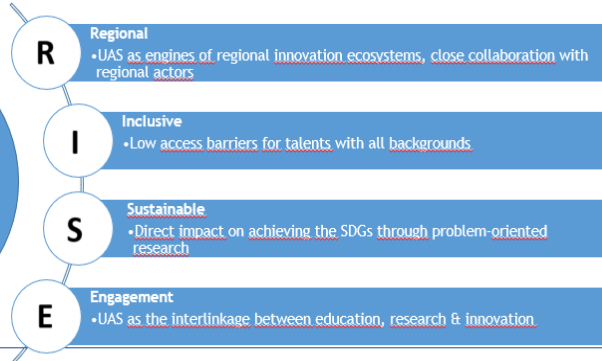 R
Regional
•UAS as engines of regional innovation ecosystems, close collaboration with
regional actors
I
Inclusive
•Low access barriers for talents with all backgrounds
S
Sustainable
•Direct impact on achieving the SDGs through problem-oriented
research
E
Engagement
•UAS as the interlinkage between education, research & innovation